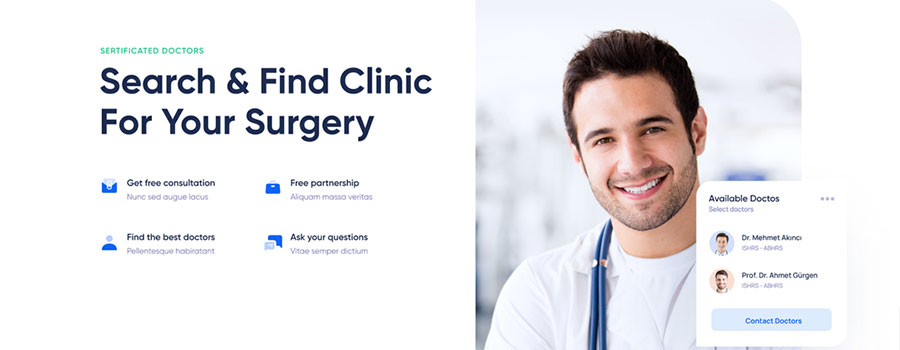 SERTIFICATED DOCTORS
Search & Find Clinic
For Your Surgery
Get free consultation
Nunc sed augue lacus
Free partnership
Aliquam massa veritas
Find the best doctors
Pellentesque habiratant
Ask your questions
Vitae semper dictium
Available Doctos
Select doctors
Dr. Mehmet Akıncı
ISHRS - ABHRS
Prof. Dr. Ahmet Gürgen
ISHRS - ABHRS
Contact Doctors